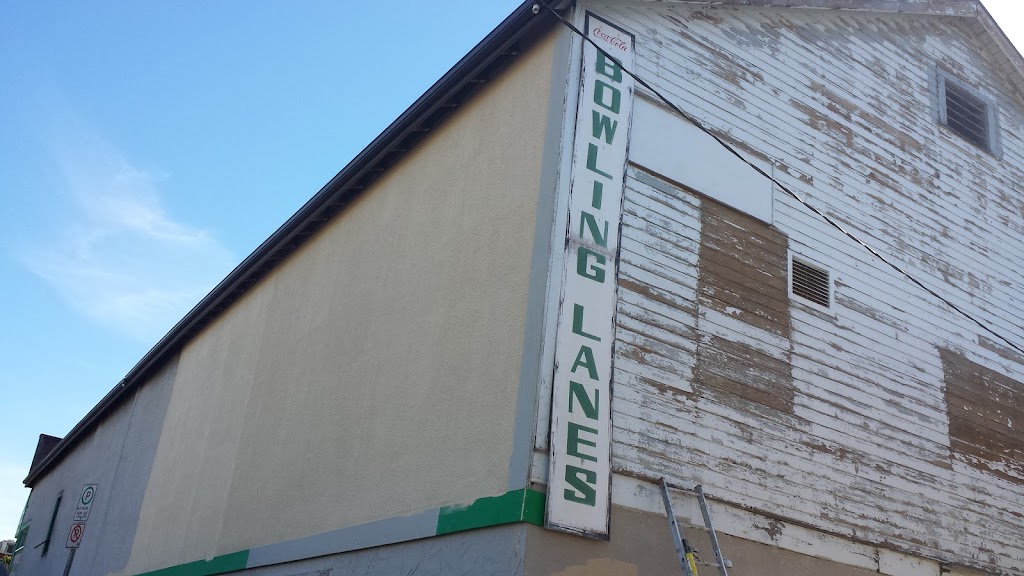 Coca-Cola
BOWLING LANES
P